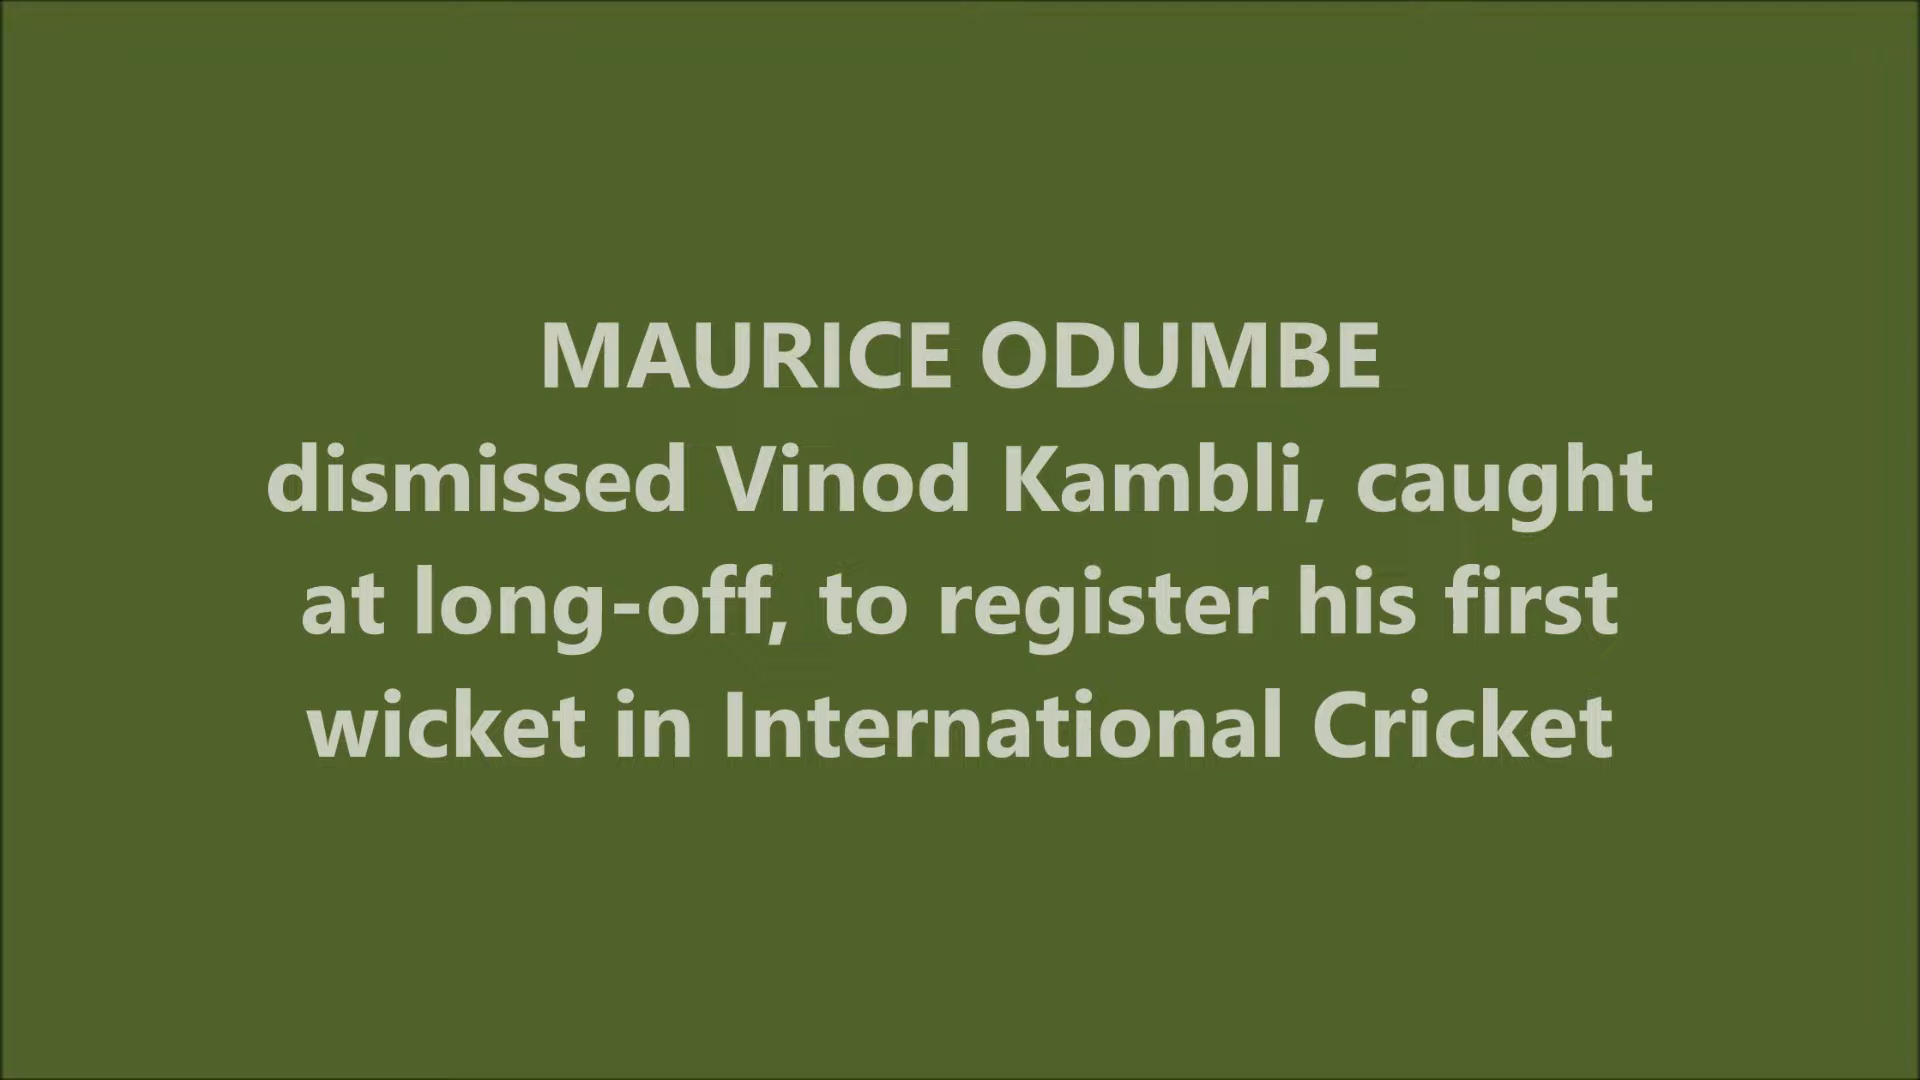 MAURICE ODUMBE
dismissed Vinod Kambli, caught
at long-off, to register his first
wicket in International Cricket